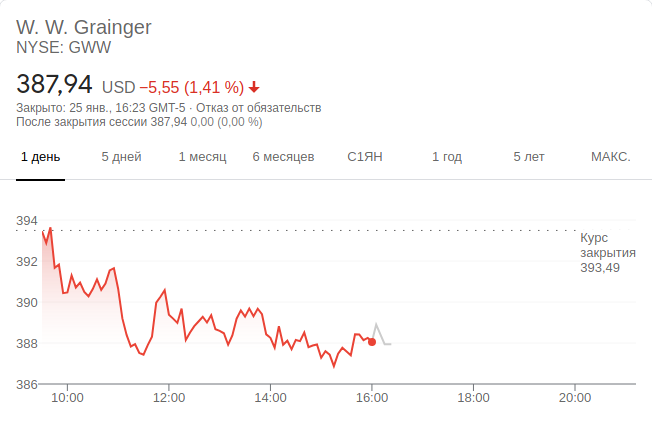 W. W. Grainger
NYSE: GWW
387,94 USD −5,55 (1,41 %)
Закрыто: 25 янв., 16:23 GMT-5 · Отказ от обязательств
После закрытия сессии 387,94 0,00 (0,00 %)
1 день 5 дней 1 месяц 6 месяцев С1ЯН 1 год 5 лет МАКС.
394
Курс
закрытия
393,49
392
390
388
386
10:00 12:00 14:00 16:00 18:00 20:00